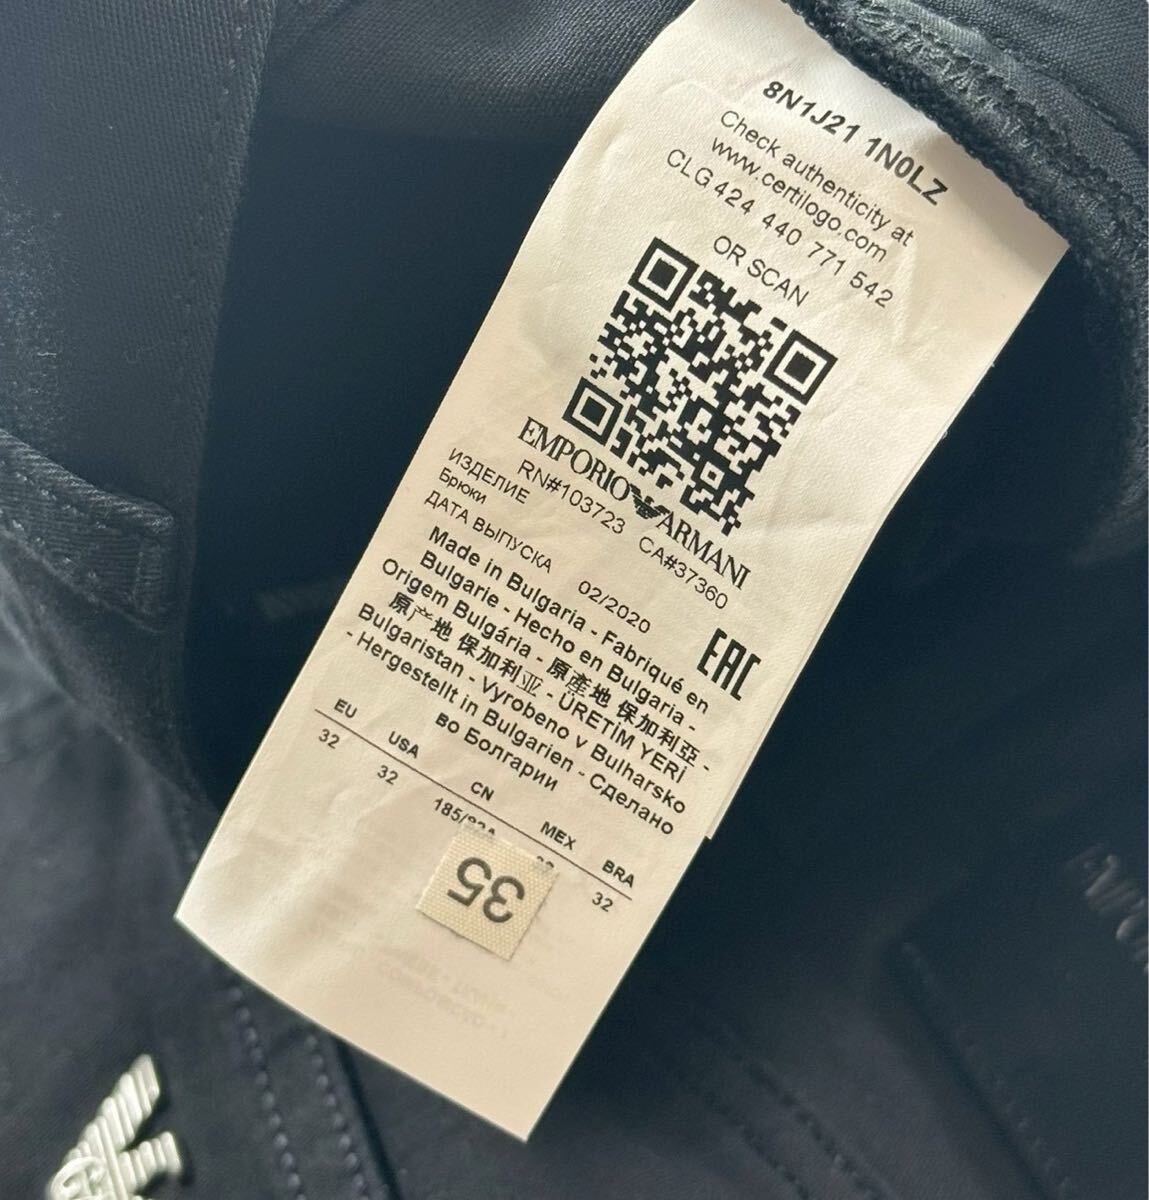 8N1J21 1N0LZ
Check authenticity at
www.certilogo.com
CLG 424 440 771 542
OR SCAN
EMPORIO ARMANI
RN#103723 CA#37360
ИЗДЕЛИЕ
Брюки
ДАТА ВЫПУСКА 02/2020
EAC
Made in Bulgaria - Fabriqué en
Bulgarie - Hecho en Bulgaria -
Origem Bulgária - 原產地 保加利亞 -
原产地 保加利亚 - ÜRETİM YERİ
Bulgaristan - Vyrobeno v Bulharsko
- Hergestellt in Bulgarien - Сделано
во Болгарии
EU USA CN MEX BRA
32 32 32
35